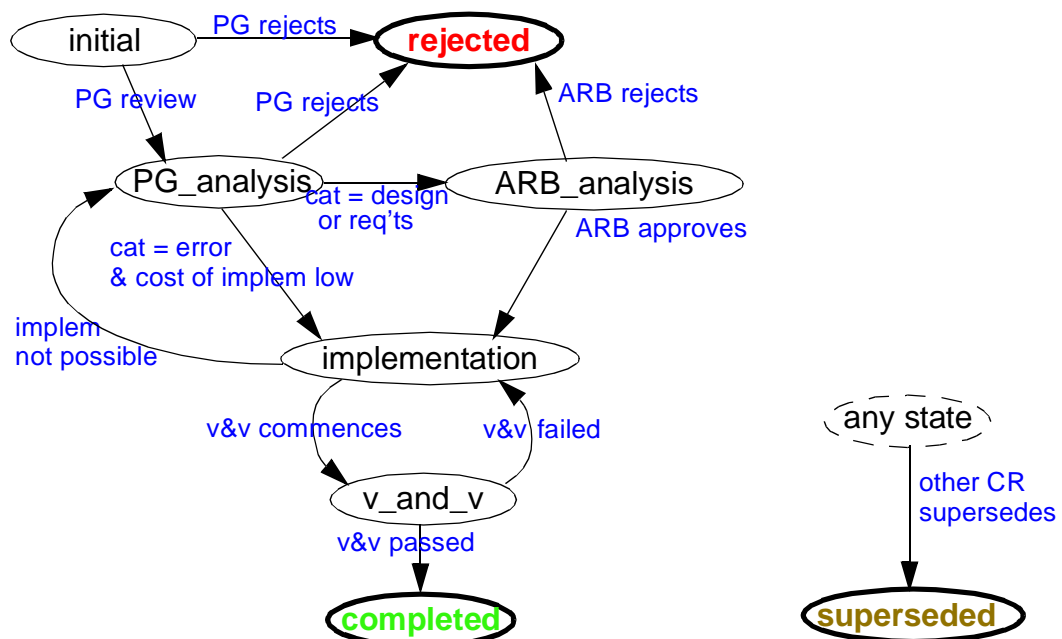 initial
PG rejects
rejected
PG review
PG rejects
ARB rejects
PG_analysis
cat = design
or req'ts
ARB_analysis
ARB approves
cat = error
& cost of implem low
implem
not possible
implementation
v&v commences
v&v failed
any state
other CR
supersedes
v_and_v
v&v passed
completed
superseded